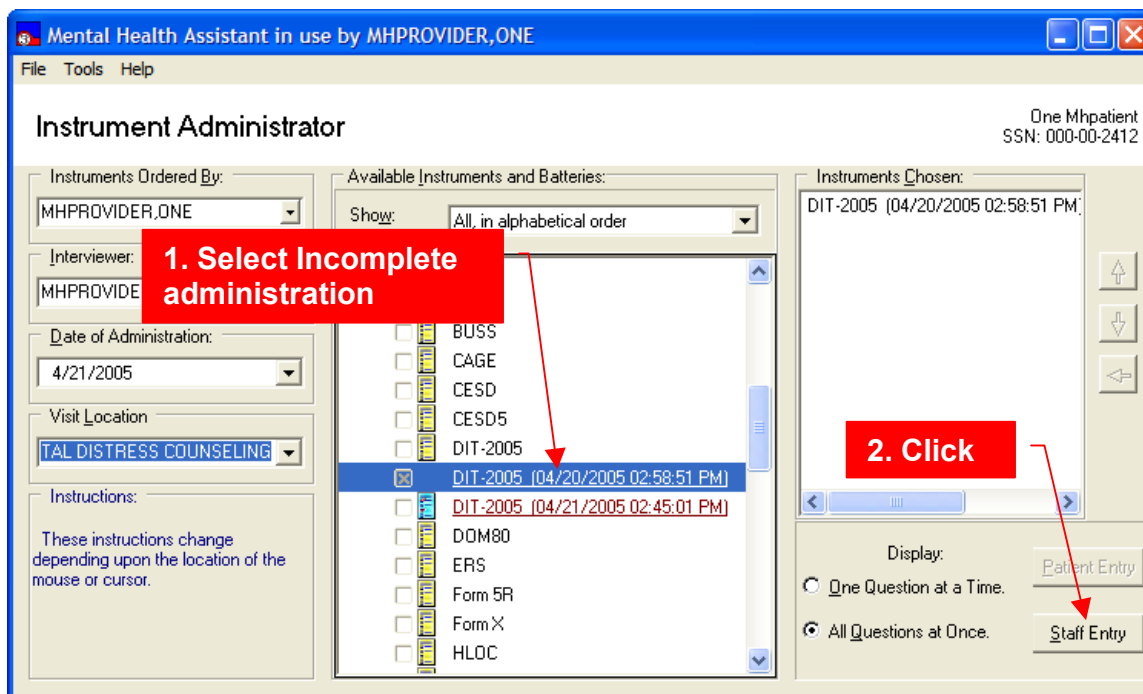 Mental Health Assistant in use by MHPROVIDER,ONE
File Tools Help
Instrument Administrator
One Mhpatient
SSN: 000-00-2412
Instruments Ordered By:
MHPROVIDER,ONE
Interviewer:
MHPROVIDE
Date of Administration:
4/21/2005
Visit Location
TAL DISTRESS COUNSELING
Instructions:
These instructions change
depending upon the location of the
mouse or cursor.
Available Instruments and Batteries:
Show:
All, in alphabetical order
1. Select Incomplete
administration
BUSS
CAGE
CESD
CESD5
DIT-2005
DIT-2005 (04/20/2005 02:58:51 PM)
DIT-2005 (04/21/2005 02:45:01 PM)
DOM80
ERS
Form 5R
Form X
HLOC
Instruments Chosen:
DIT-2005 (04/20/2005 02:58:51 PM)
2. Click
Display:
One Question at a Time.
All Questions at Once.
Patient Entry
Staff Entry